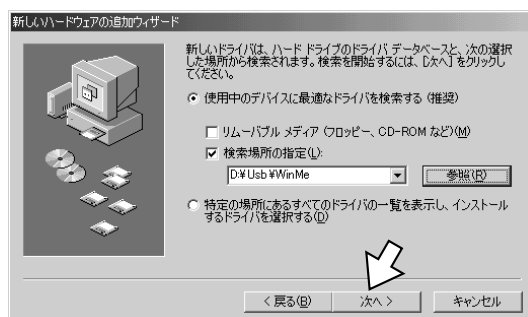 新しいハードウェアの追加ウィザード
新しいドライバは、ハード ドライブのドライバ データベースと、次の選択
した場所から検索されます。検索を開始するには、[次へ] をクリックし
てください。
使用中のデバイスに最適なドライバを検索する (推奨)
リムーバブル メディア (フロッピー、CD-ROM など)(M)
検索場所の指定(L):
D:¥Usb¥WinMe
参照(R)
特定の場所にあるすべてのドライバの一覧を表示し、インストール
するドライバを選択する(D)
< 戻る(B)
次へ >
キャンセル